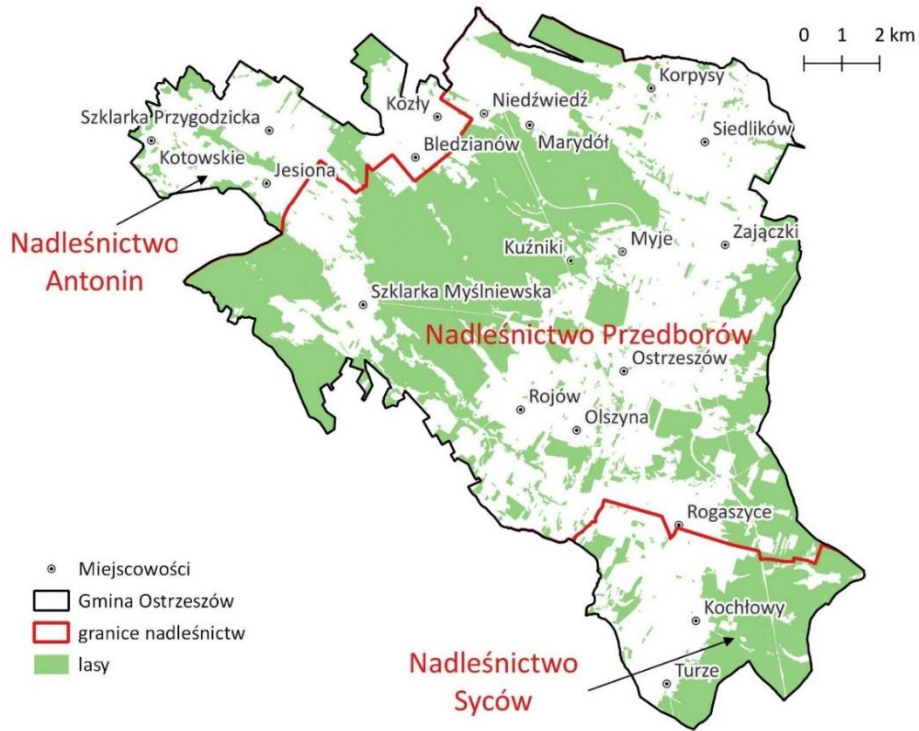 0 1 2 km
Korpysy
Kozły
Niedźwiedź
Szklarka Przygodzicka
Marydół
Siedlików
Kotowskie
Bledzianów
Jesiona
Nadleśnictwo
Antonin
Myje
Zajączki
Kuźniki
Szklarka Myślniewska
Nadleśnictwo Przedborów
Ostrzeszów
Rojów
Olszyna
Rogaszyce
Miejscowości
Gmina Ostrzeszów
granice nadleśnictw
lasy
Kochłowy
Nadleśnictwo
Syców
Turze